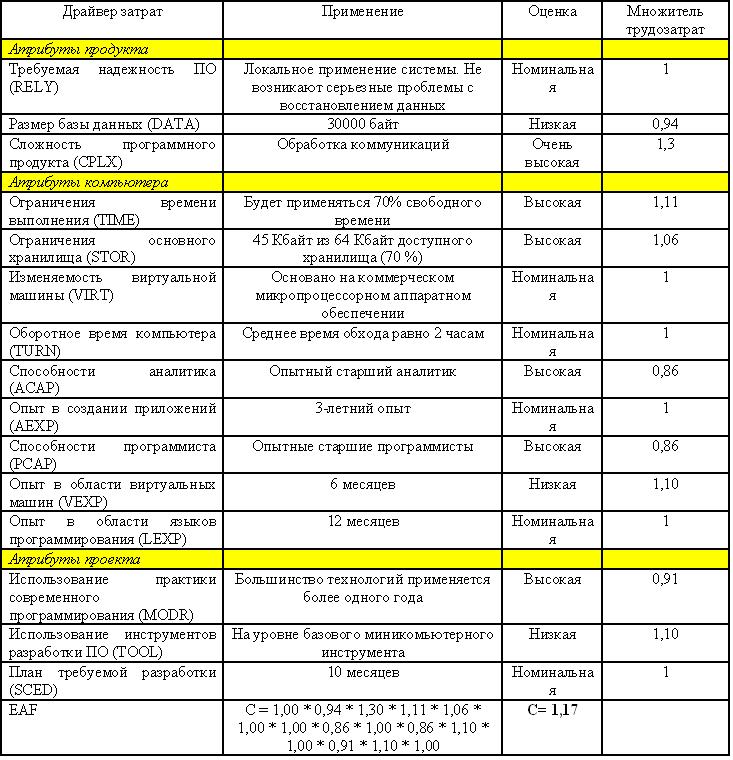 Драйвер затрат Применение Оценка Множитель
трудозатрат
Атрибуты продукта
Требуемая надежность ПО
(RELY)
Локальное применение системы. Не
возникают серьезные проблемы с
восстановлением данных
Номинальна
я
1
Размер базы данных (DATA) 30000 байт Низкая 0,94
Сложность программного
продукта (CPLX)
Обработка коммуникаций
Очень
высокая
1,3
Атрибуты компьютера
Ограничения времени
выполнения (TIME)
Будет применяться 70% свободного
времени
Высокая
1,11
Ограничения основного
хранилища (STOR)
45 Кбайт из 64 Кбайт доступного
хранилища (70 %)
Высокая
1,06
Изменяемость виртуальной
машины (VIRT)
Основано на коммерческом
микропроцессорном аппаратном
обеспечении
Номинальна
я
1
Оборотное время компьютера
(TURN)
Среднее время обхода равно 2 часам
Номинальна
я
1
Способности аналитика
(ACAP)
Опытный старший аналитик
Высокая
0,86
Опыт в создании приложений
(AEXP)
3-летний опыт
Номинальна
я
1
Способности программиста
(PCAP)
Опытные старшие программисты
Высокая
0,86
Опыт в области виртуальных
машин (VEXP)
6 месяцев
Низкая
1,10
Опыт в области языков
программирования (LEXP)
12 месяцев
Номинальна
я
1
Атрибуты проекта
Использование практики
современного
программирования (MODR)
Большинство технологий применяется
более одного года
Высокая
0,91
Использование инструментов
разработки ПО (TOOL)
На уровне базового миникомьютерного
инструмента
Низкая
1,10
План требуемой разработки
(SCED)
10 месяцев
Номинальна
я
1
EAF
C = 1,00 * 0,94 * 1,30 * 1,11 * 1,06 *
1,00 * 1,00 * 0,86 * 1,00 * 0,86 * 1,10 *
1,00 * 0,91 * 1,10 * 1,00
C= 1,17